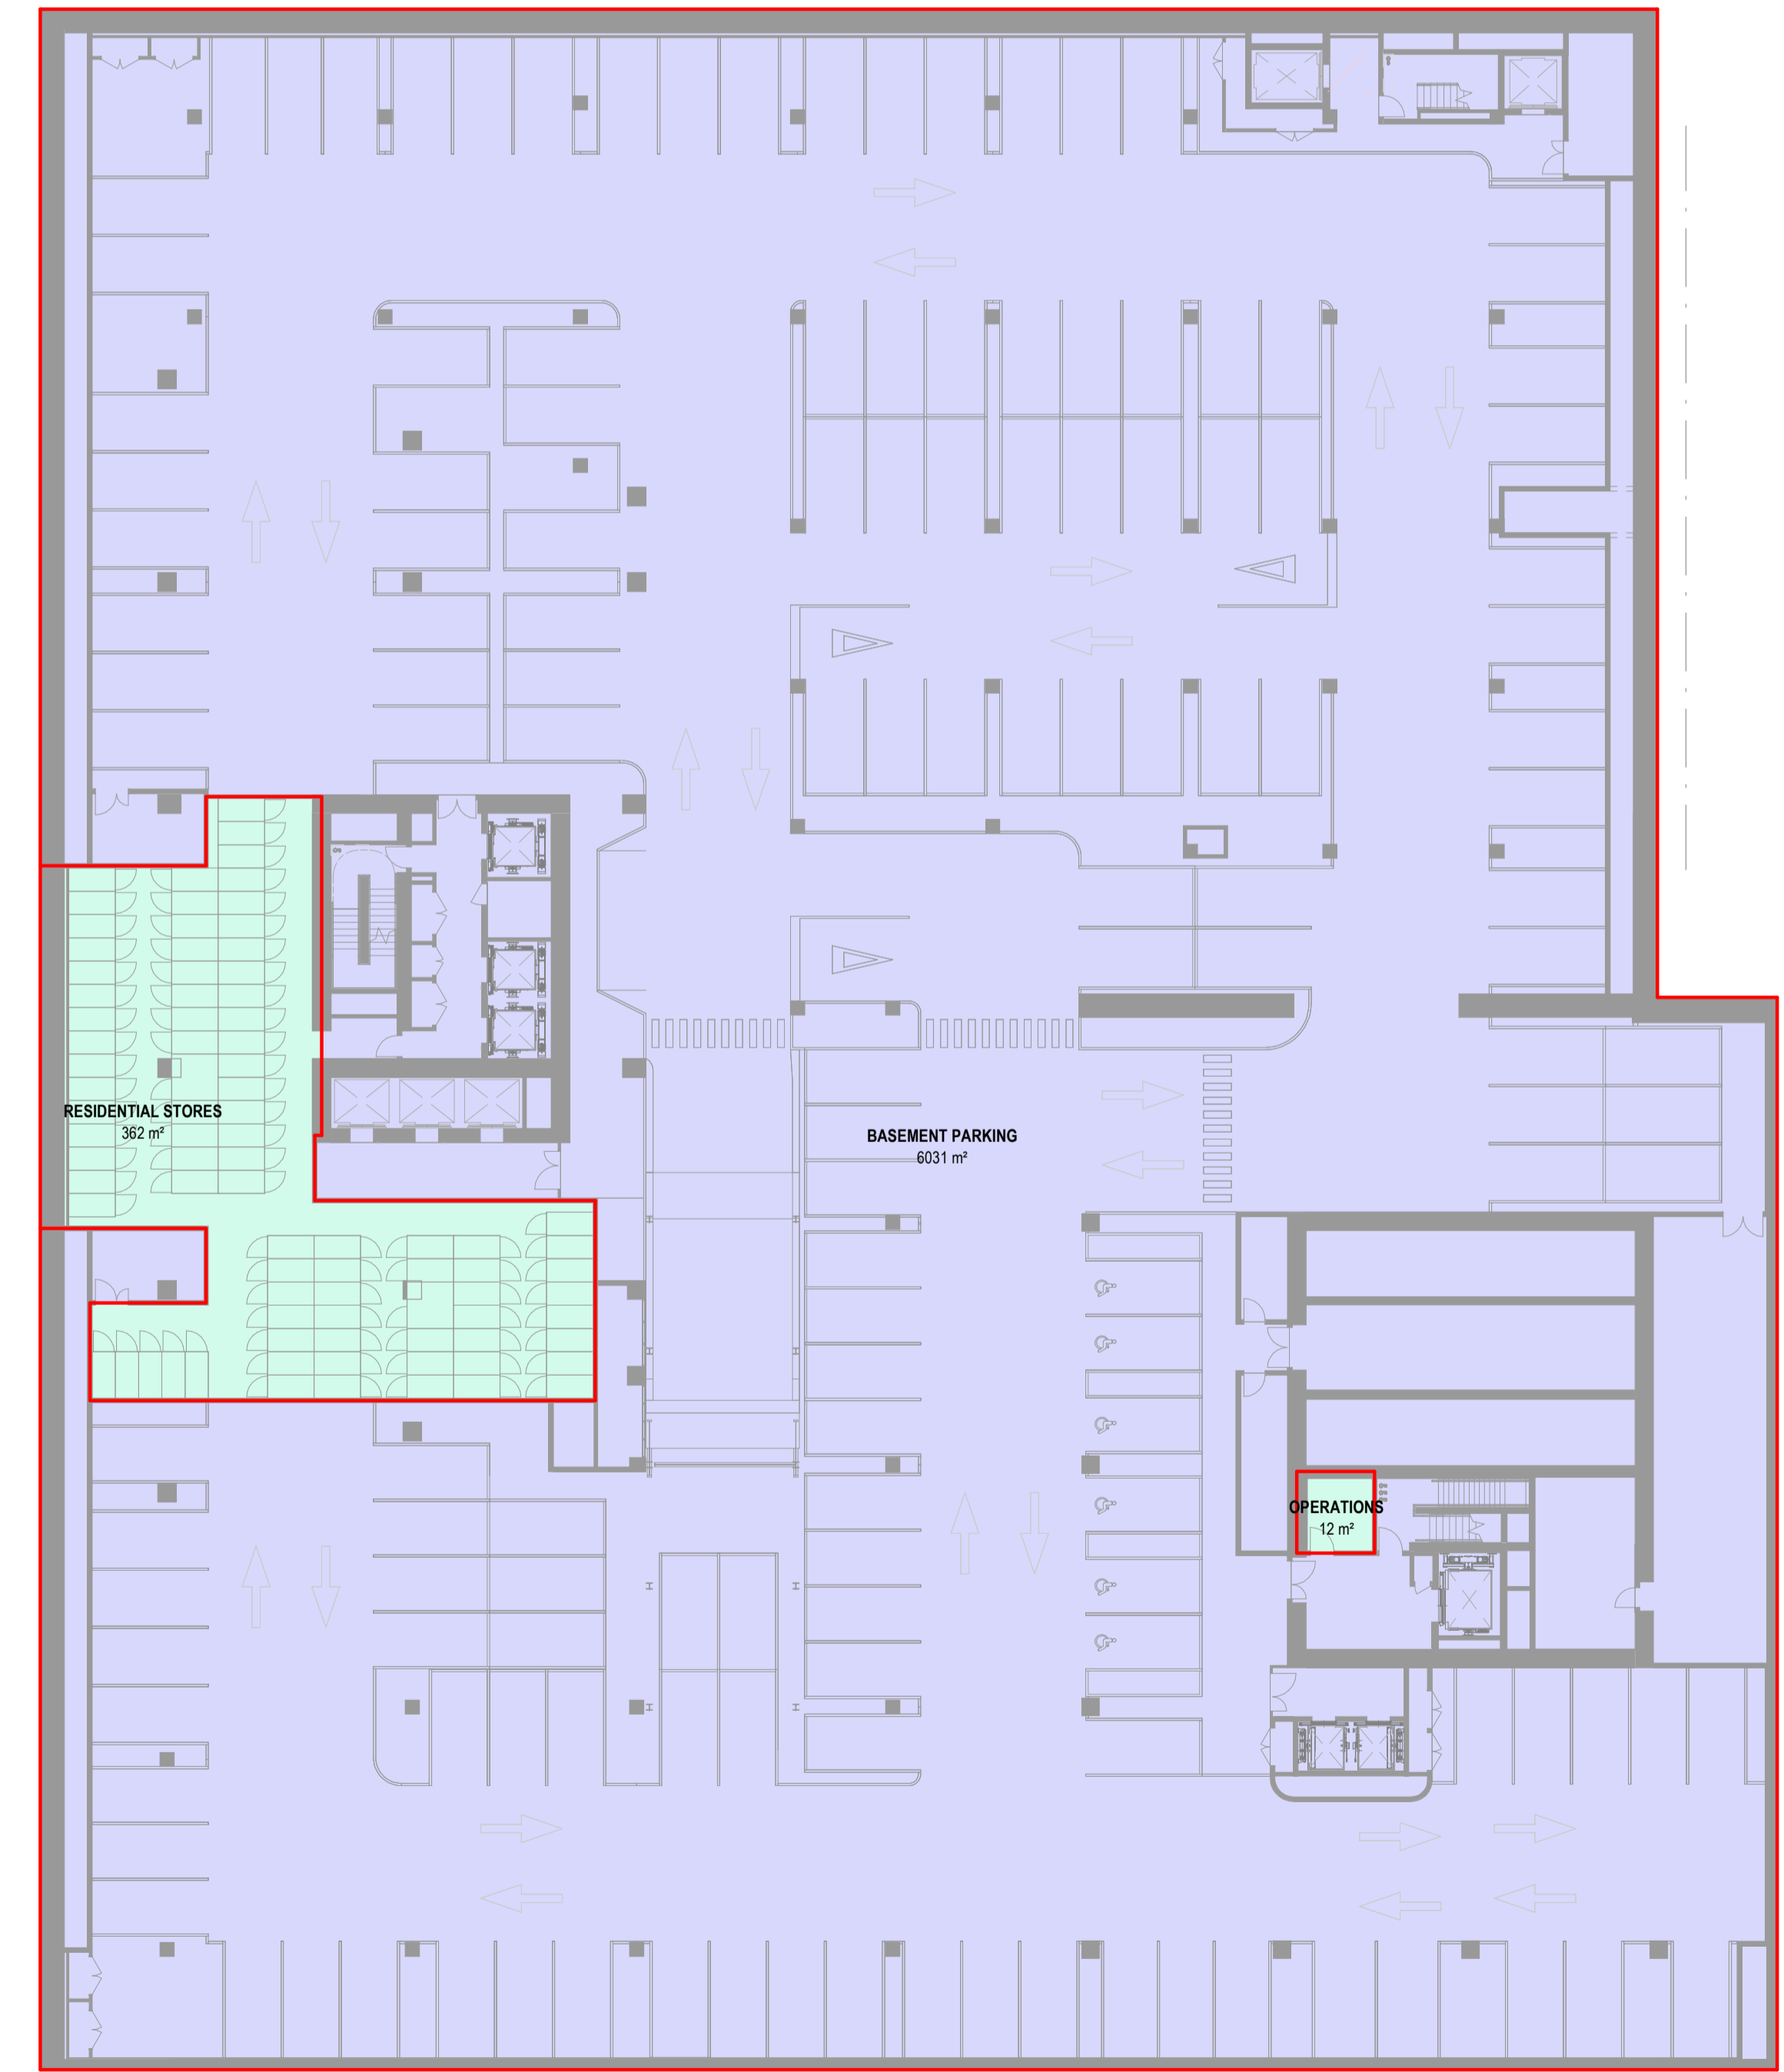 RESIDENTIAL STORES
362 m²
BASEMENT PARKING
6031 m²
OPERATIONS
12 m²